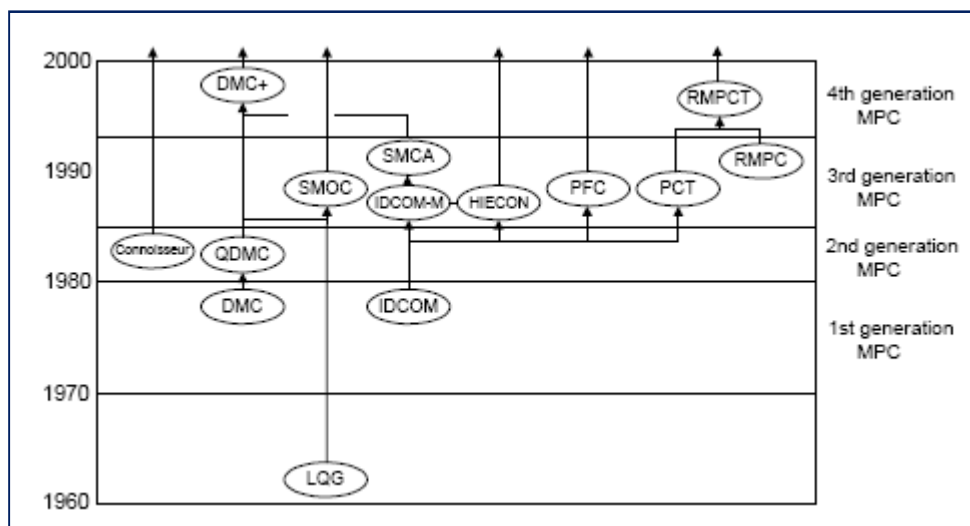 2000
DMC+
RMPCT
4th generation
MPC
SMCA
RMPC
1990
SMOC
IDCOM-M
HIECON
PFC
PCT
3rd generation
MPC
Connoisseur
QDMC
2nd generation
MPC
1980
DMC
IDCOM
1st generation
MPC
1970
LQG
1960